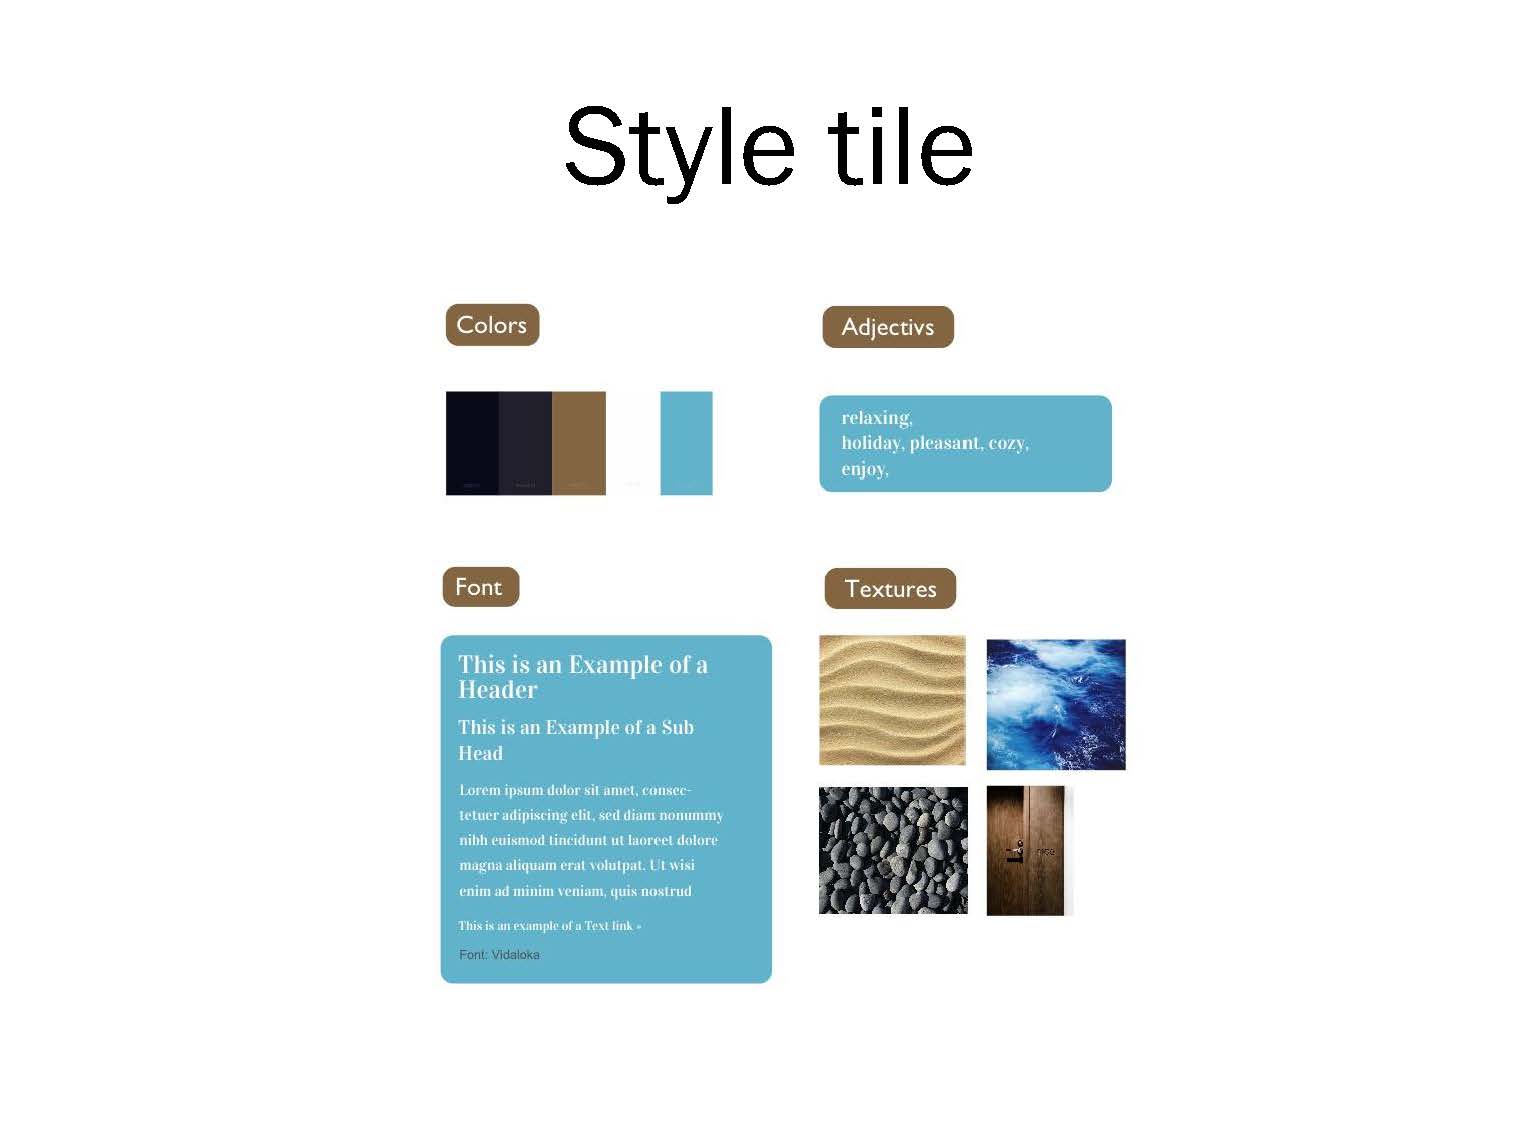 Style tile
Colors
Adjectivs
relaxing,
holiday, pleasant, cozy,
enjoy,
Font
Textures
This is an Example of a
Header
This is an Example of a Sub
Head
Lorem ipsum dolor sit amet, consec-
tetuer adipiscing elit, sed diam nonummy
nibh euismod tincidunt ut laoreet dolore
magna aliquam erat volutpat. Ut wisi
enim ad minim veniam, quis nostrud
This is an example of a Text link »
Font: Vidaloka